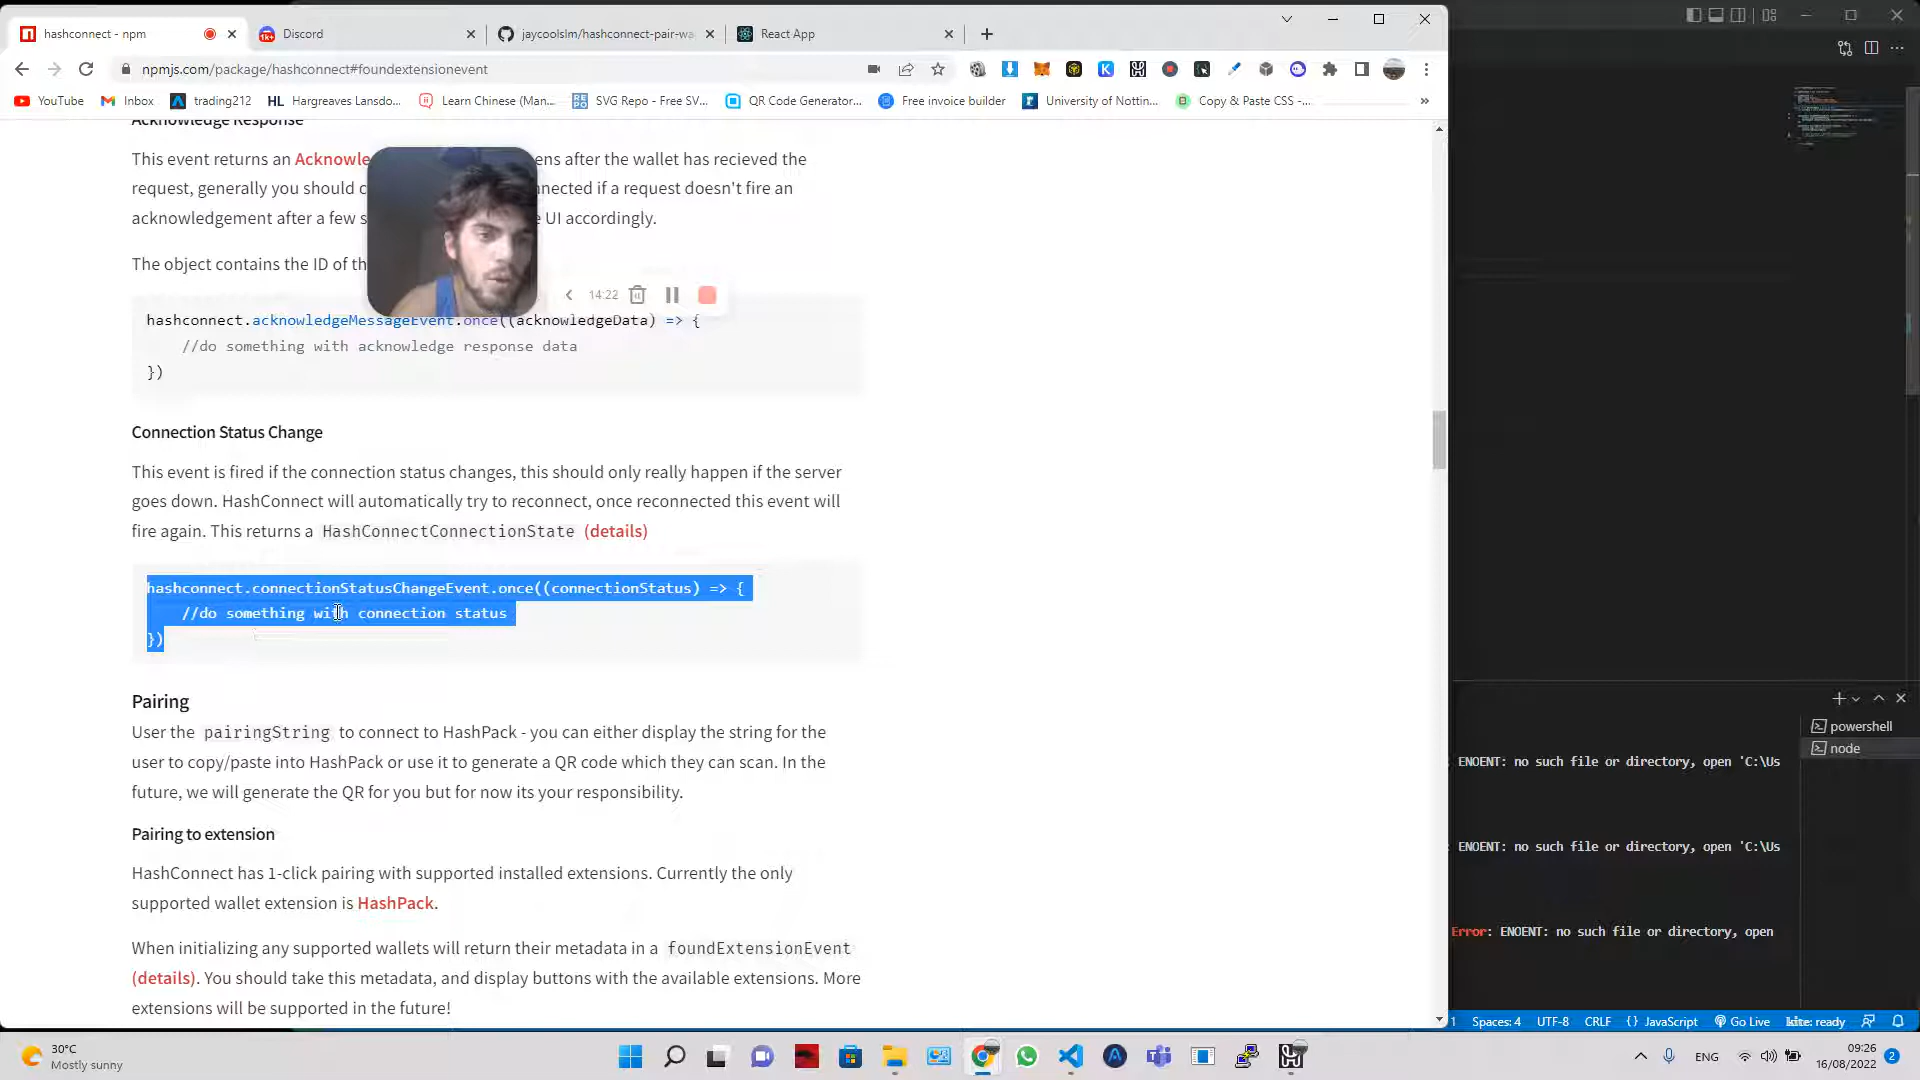 hashconnect - npm
Discord
jaycoolslm/hashconnect-pair-wa
React App
npmjs.com/package/hashconnect#foundextensionevent
YouTube
Inbox
trading212
HL Hargreaves Lansdo...
Learn Chinese (Man...
SVG Repo - Free SV...
QR Code Generator...
Free invoice builder
University of Nottin...
Copy & Paste CSS -...
Acknowledge Response
This event returns an Acknowle ens after the wallet has recieved the
request, generally you should c nnected if a request doesn't fire an
acknowledgement after a few s e UI accordingly.
The object contains the ID of th
14:22
hashconnect.acknowledgeMessageEvent.once((acknowledgeData) => {
//do something with acknowledge response data
})
Connection Status Change
This event is fired if the connection status changes, this should only really happen if the server
goes down. HashConnect will automatically try to reconnect, once reconnected this event will
fire again. This returns a HashConnectConnectionState (details)
hashconnect.connectionStatusChangeEvent.once((connectionStatus) => {
//do something with connection status
})
Pairing
User the pairingString to connect to HashPack - you can either display the string for the
user to copy/paste into HashPack or use it to generate a QR code which they can scan. In the
future, we will generate the QR for you but for now its your responsibility.
Pairing to extension
HashConnect has 1-click pairing with supported installed extensions. Currently the only
supported wallet extension is HashPack.
When initializing any supported wallets will return their metadata in a foundExtensionEvent
(details). You should take this metadata, and display buttons with the available extensions. More
extensions will be supported in the future!
powershell
node
ENOENT: no such file or directory, open 'C:\Us
ENOENT: no such file or directory, open 'C:\Us
Error: ENOENT: no such file or directory, open
1 Spaces: 4 UTF-8 CRLF {} JavaScript Go Live kite: ready
30°C
Mostly sunny
ENG
09:26
16/08/2022
2